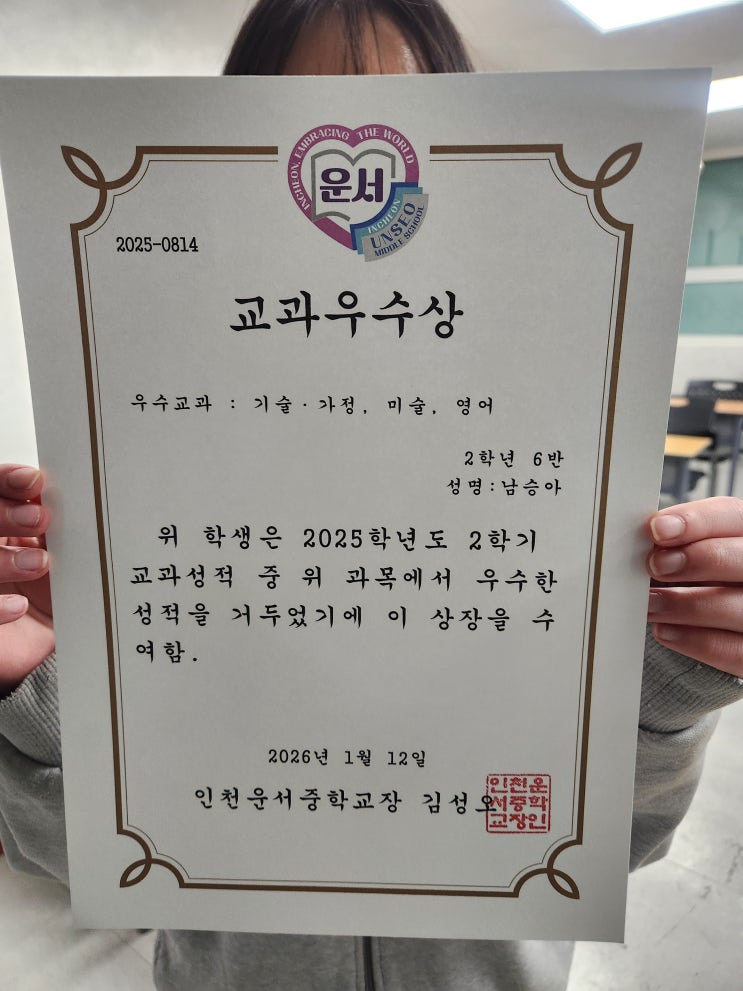 INCHEON, EMBRACING THE WORLD
운서
INCHEON
UNSEO
MIDDLE SCHOOL
2025-0814
교과우수상
우수교과 : 기술·가정, 미술, 영어
2학년 6반
성명:남승아
위 학생은 2025학년도 2학기
교과성적 중 위 과목에서 우수한
성적을 거두었기에 이 상장을 수
여함.
2026년 1월 12일
인천운서중학교장 김성오
인천운
서중학
교장인